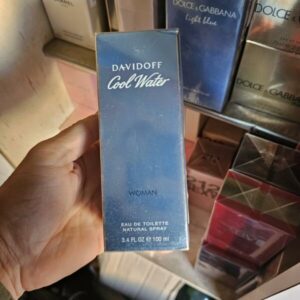 DAVIDOFF
Cool Water
WOMAN
EAU DE TOILETTE
NATURAL SPRAY
3.4 FL.OZ ℮ 100 ml
DOLCE & GABBANA
light blue
DOLCE & GABBANA
DOLCE & GABB